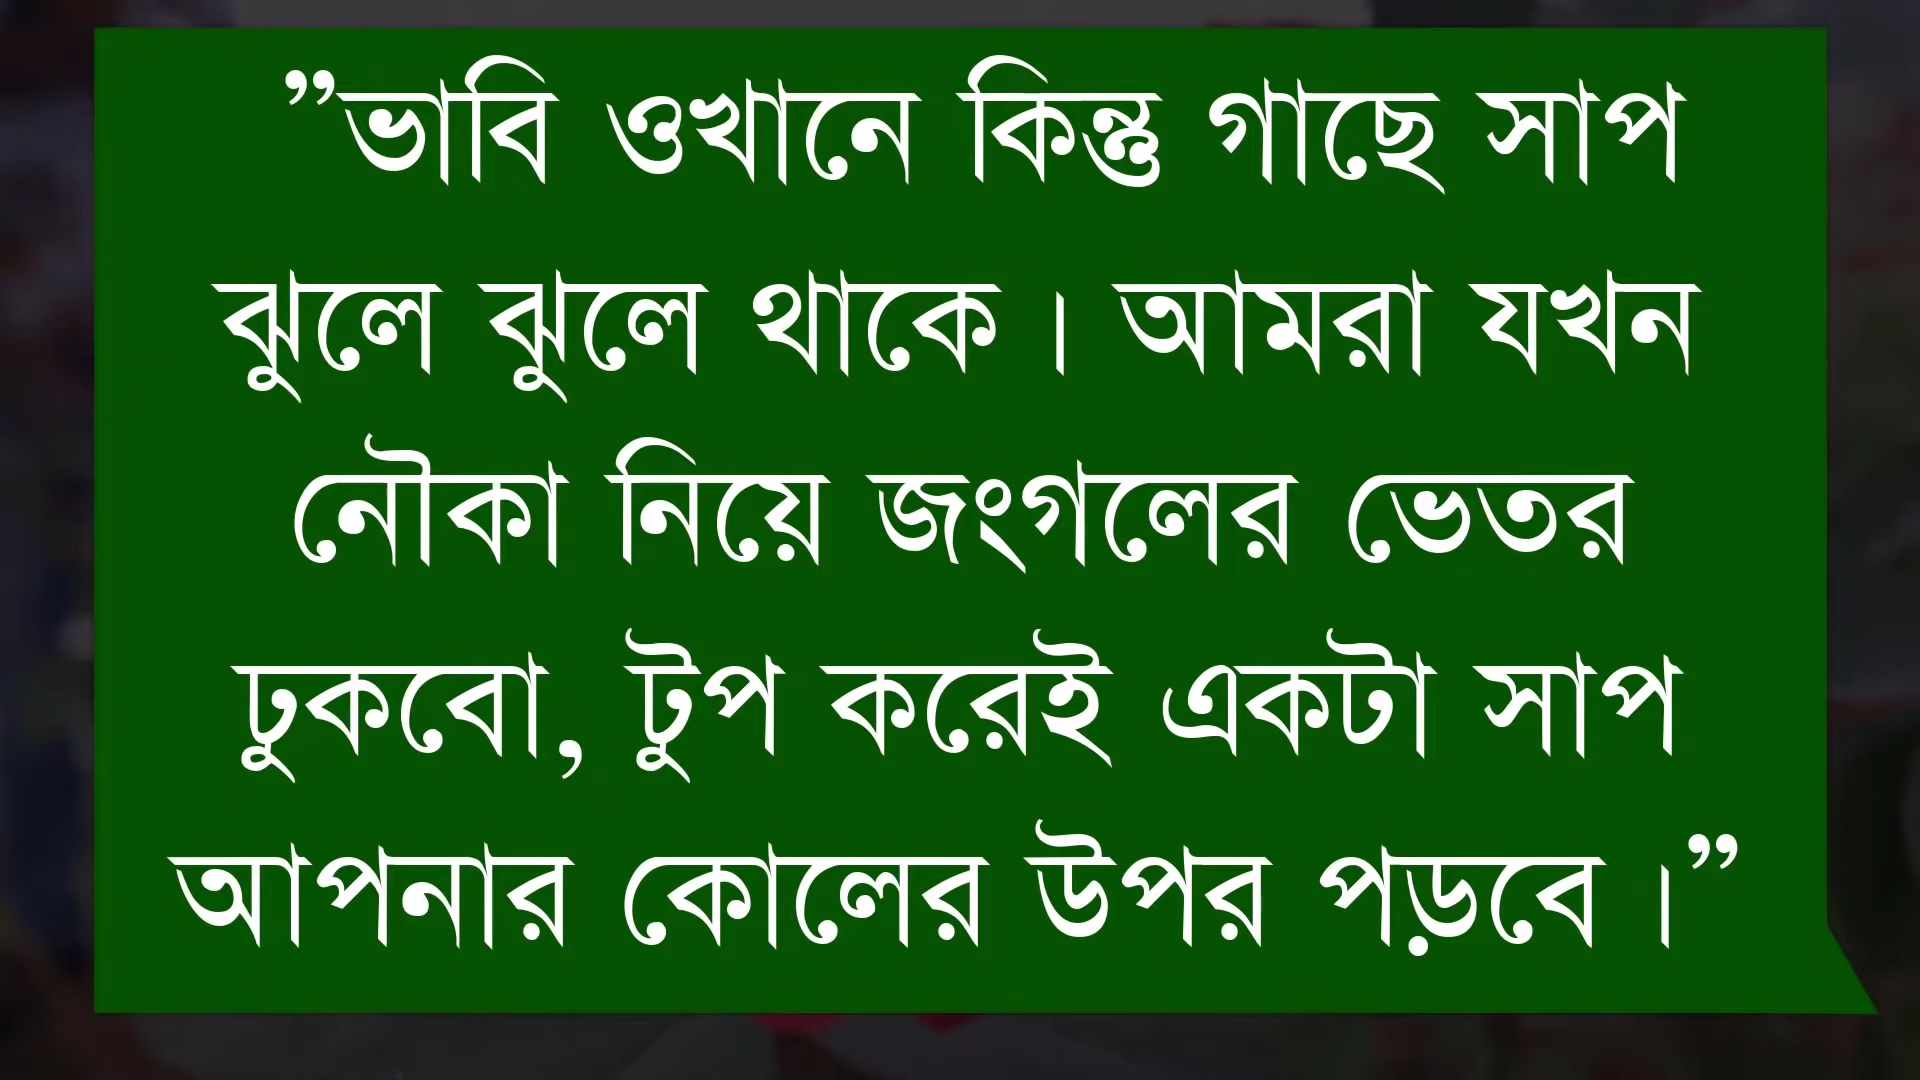 ”ভাবি ওখানে কিন্তু গাছে সাপ
ঝুলে ঝুলে থাকে । আমরা যখন
নৌকা নিয়ে জংগলের ভেতর
ঢুকবো, টুপ করেই একটা সাপ
আপনার কোলের উপর পড়বে ।”